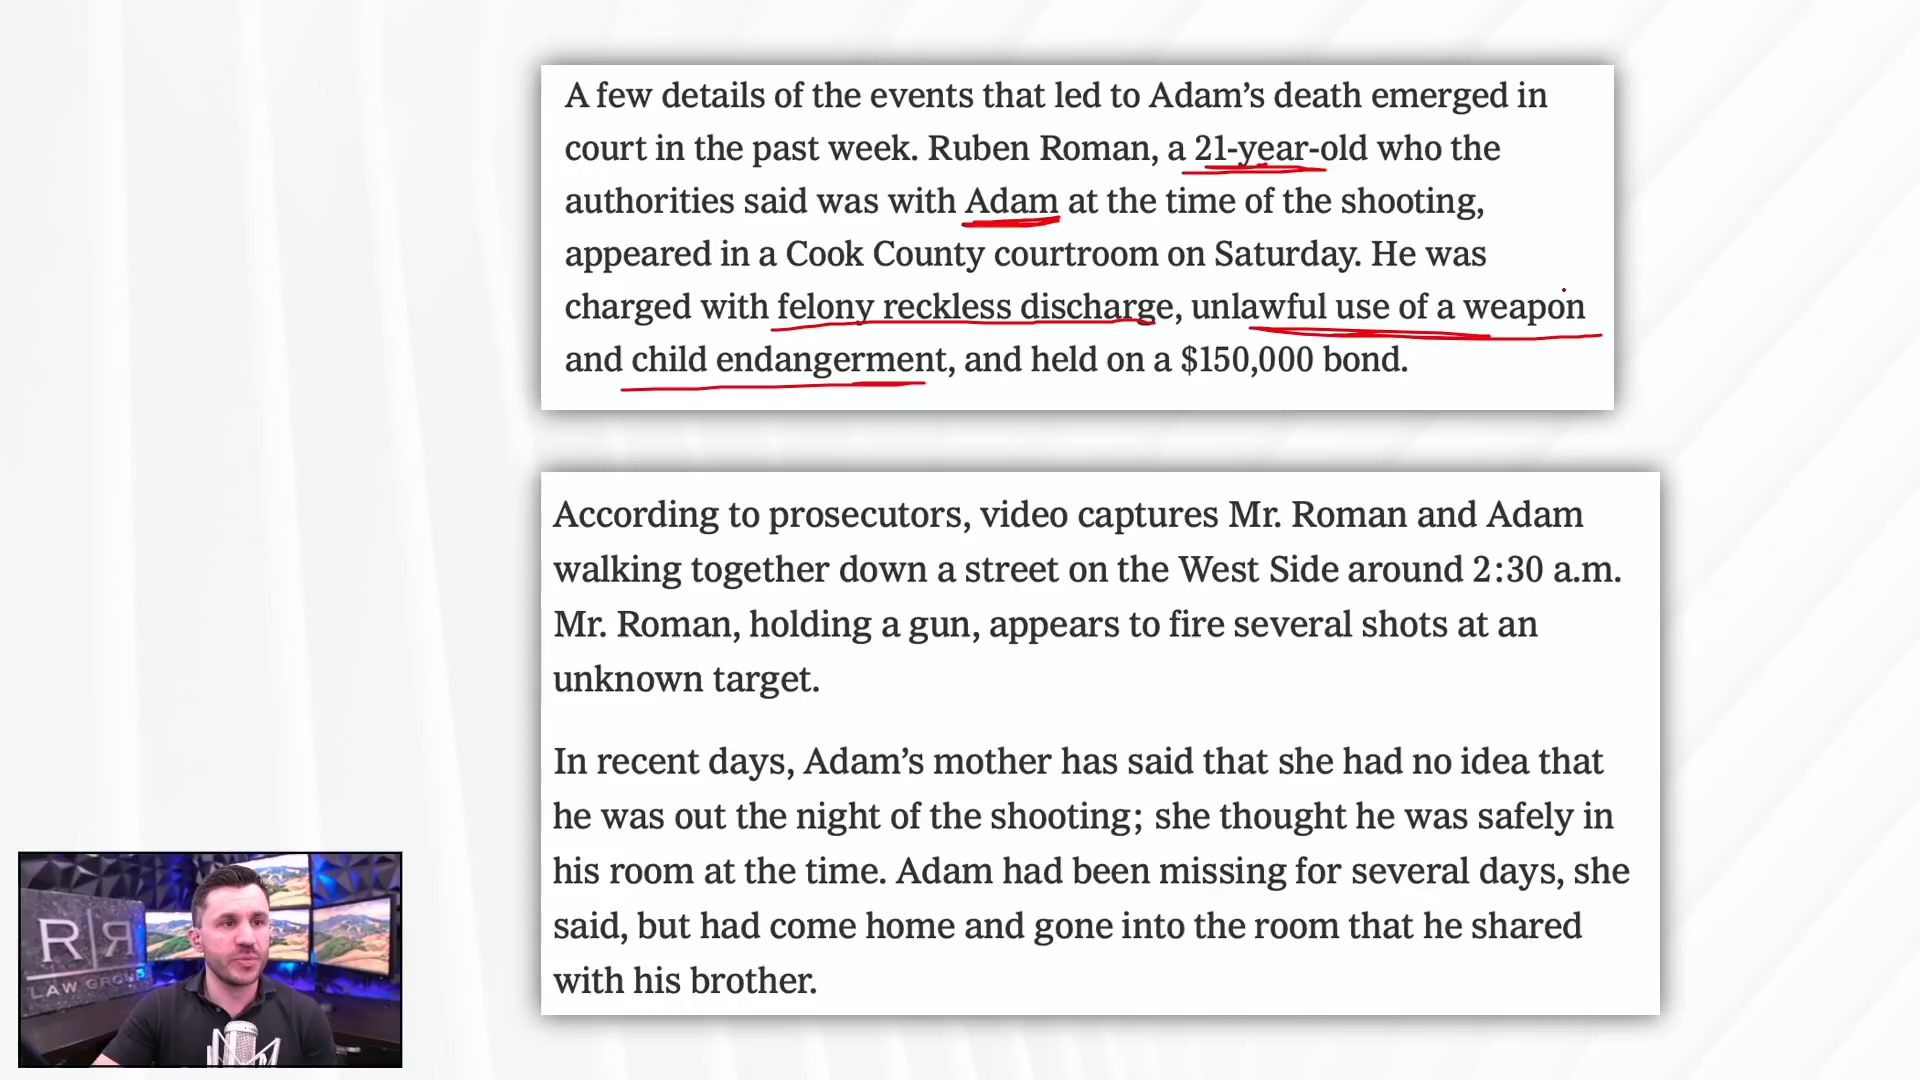 A few details of the events that led to Adam’s death emerged in
court in the past week. Ruben Roman, a 21-year-old who the
authorities said was with Adam at the time of the shooting,
appeared in a Cook County courtroom on Saturday. He was
charged with felony reckless discharge, unlawful use of a weapon
and child endangerment, and held on a $150,000 bond.
According to prosecutors, video captures Mr. Roman and Adam
walking together down a street on the West Side around 2:30 a.m.
Mr. Roman, holding a gun, appears to fire several shots at an
unknown target.
In recent days, Adam’s mother has said that she had no idea that
he was out the night of the shooting; she thought he was safely in
his room at the time. Adam had been missing for several days, she
said, but had come home and gone into the room that he shared
with his brother.
R|R
LAW GROUP